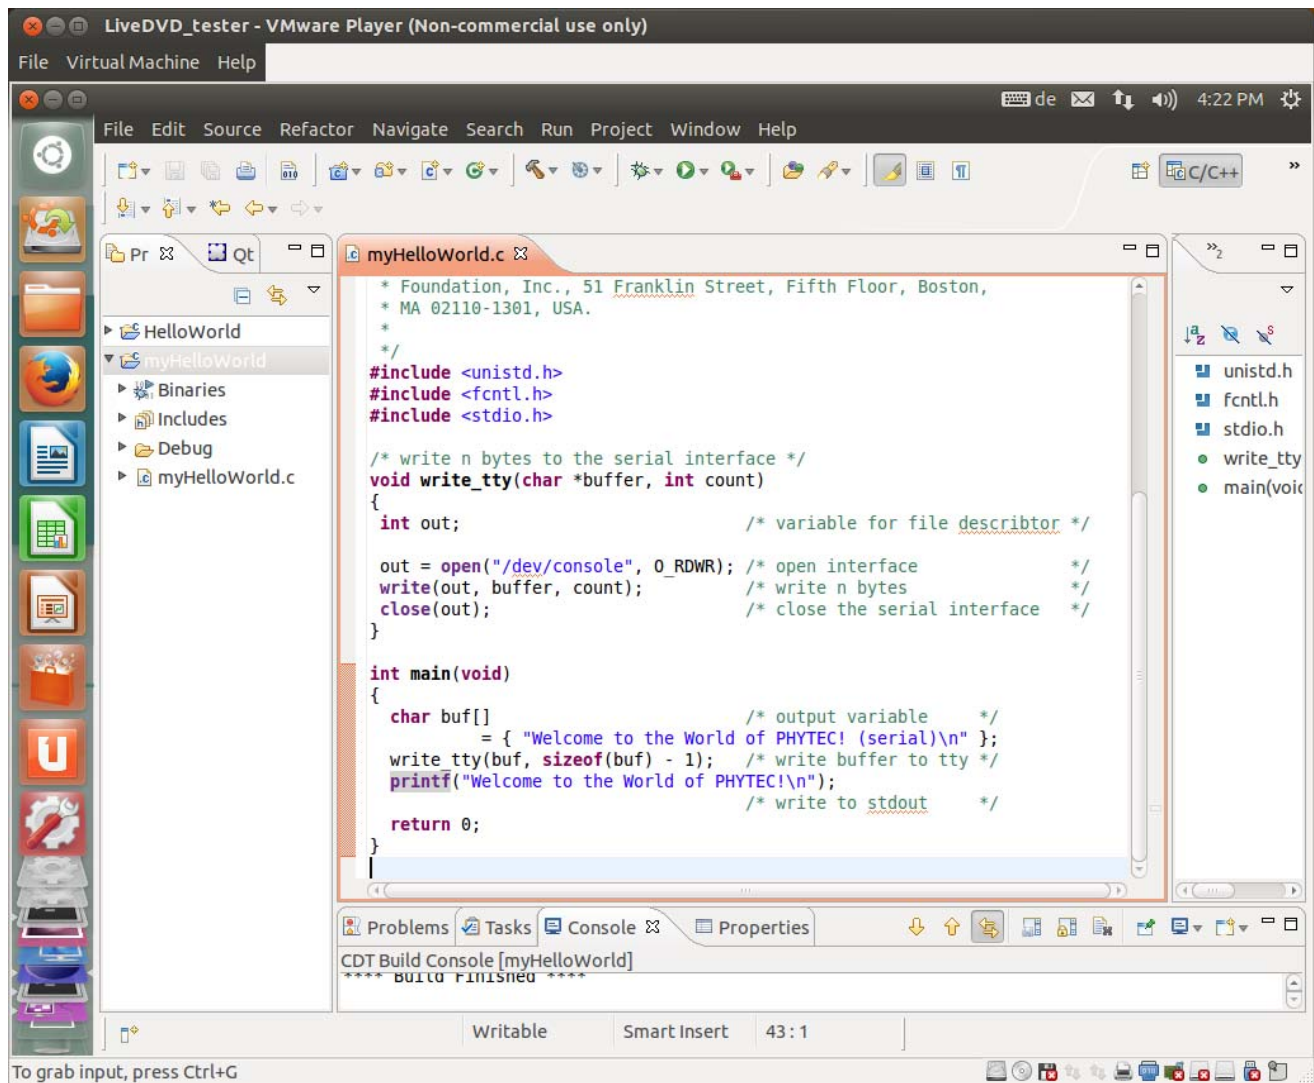 LiveDVD_tester - VMware Player (Non-commercial use only)
File Virtual Machine Help
de 4:22 PM
File Edit Source Refactor Navigate Search Run Project Window Help
C/C++ »
Pr Qt
myHelloWorld.c
»2
HelloWorld
myHelloWorld
Binaries
Includes
Debug
myHelloWorld.c
* Foundation, Inc., 51 Franklin Street, Fifth Floor, Boston,
* MA 02110-1301, USA.
*
*/
#include <unistd.h>
#include <fcntl.h>
#include <stdio.h>
/* write n bytes to the serial interface */
void write_tty(char *buffer, int count)
{
int out; /* variable for file describtor */
out = open("/dev/console", O_RDWR); /* open interface */
write(out, buffer, count); /* write n bytes */
close(out); /* close the serial interface */
}
int main(void)
{
char buf[] /* output variable */
= { "Welcome to the World of PHYTEC! (serial)\n" };
write_tty(buf, sizeof(buf) - 1); /* write buffer to tty */
printf("Welcome to the World of PHYTEC!\n");
/* write to stdout */
return 0;
}
unistd.h
fcntl.h
stdio.h
write_tty
main(voic
Problems Tasks Console Properties
CDT Build Console [myHelloWorld]
**** Build Finished ****
Writable Smart Insert 43 : 1
To grab input, press Ctrl+G